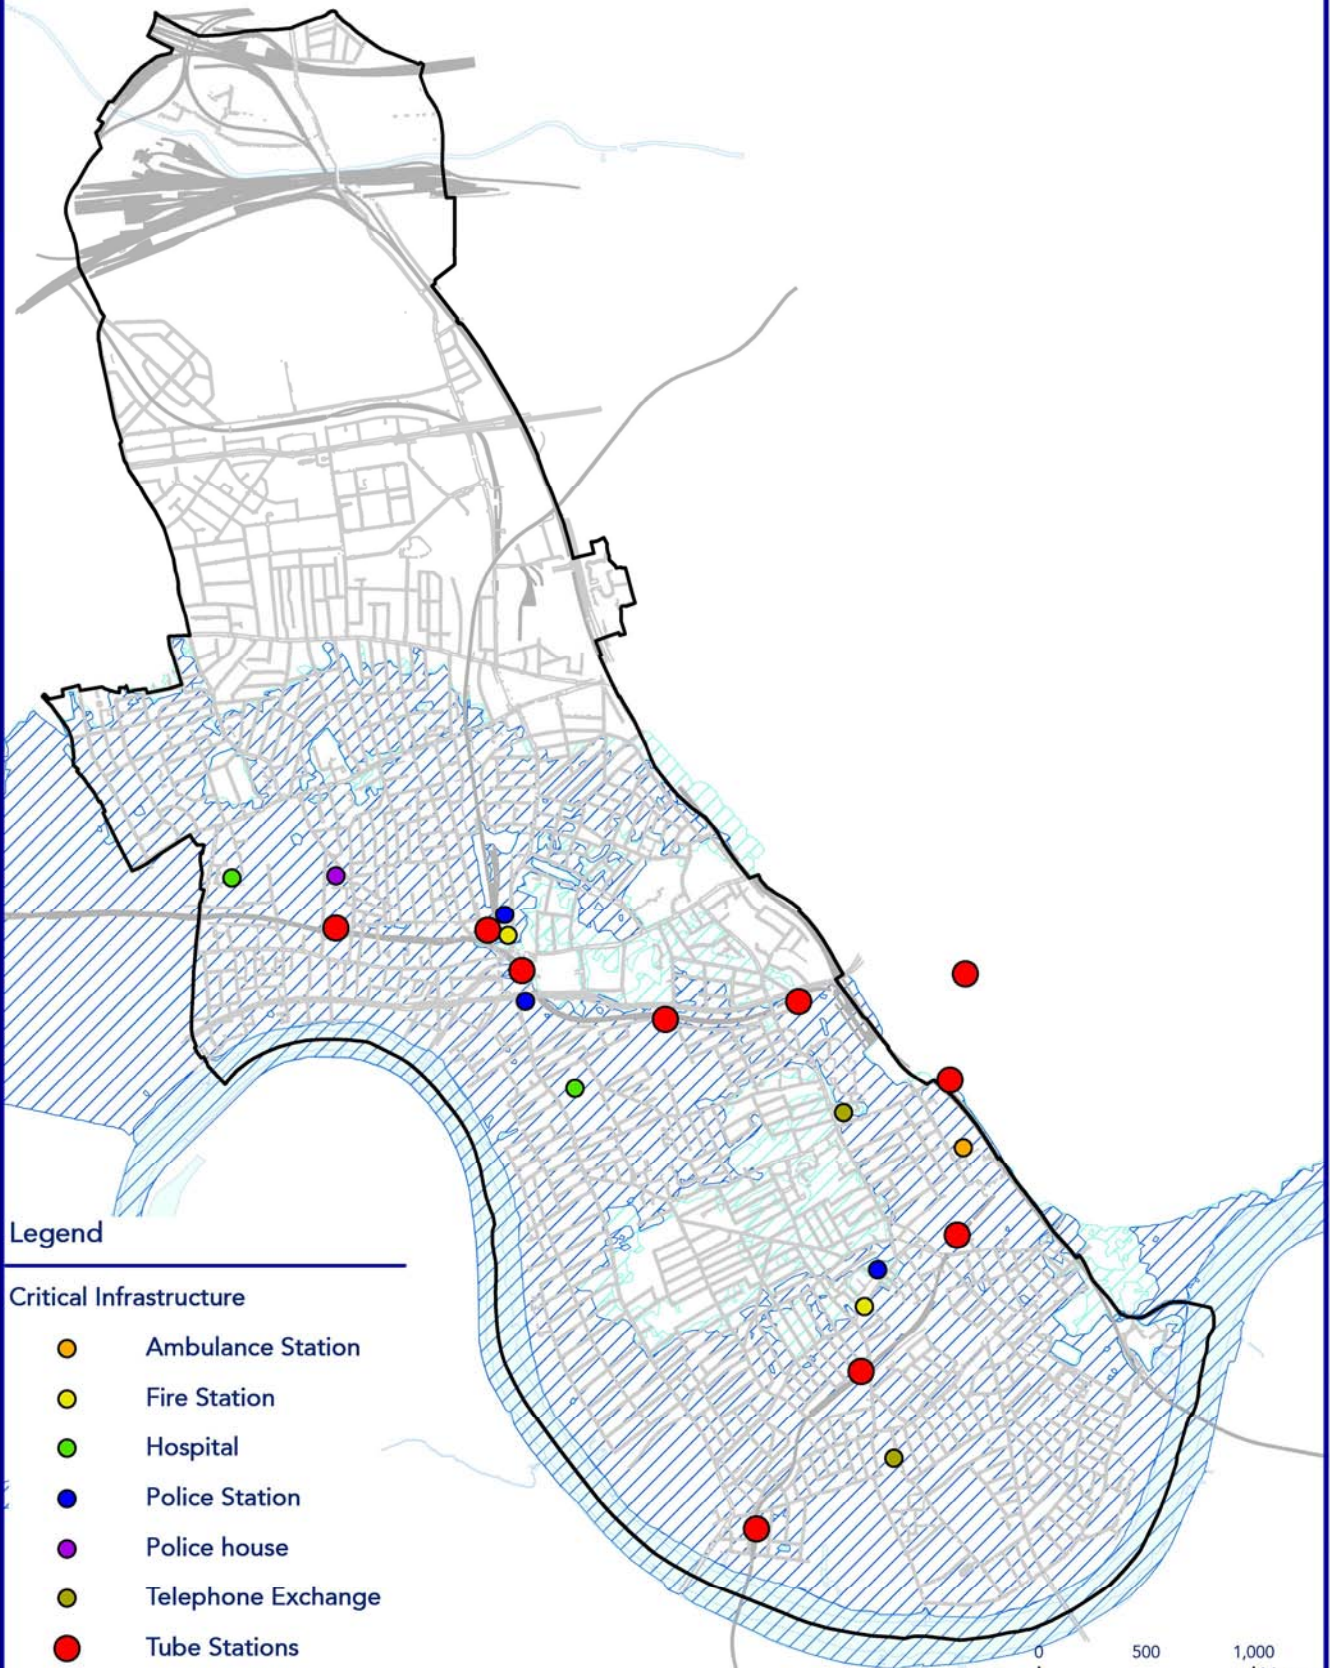 Legend
Critical Infrastructure
Ambulance Station
Fire Station
Hospital
Police Station
Police house
Telephone Exchange
Tube Stations
0 500 1,000